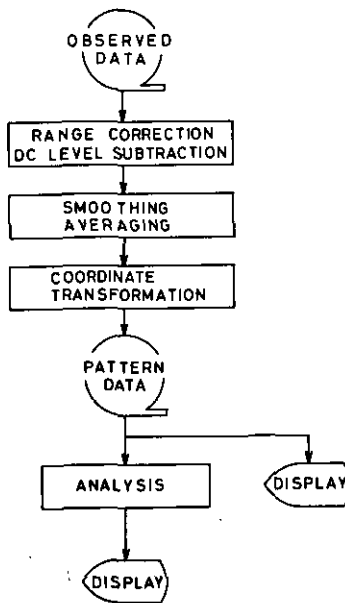 OBSERVED
DATA
RANGE CORRECTION
DC LEVEL SUBTRACTION
SMOOTHING
AVERAGING
COORDINATE
TRANSFORMATION
PATTERN
DATA
ANALYSIS
DISPLAY
DISPLAY